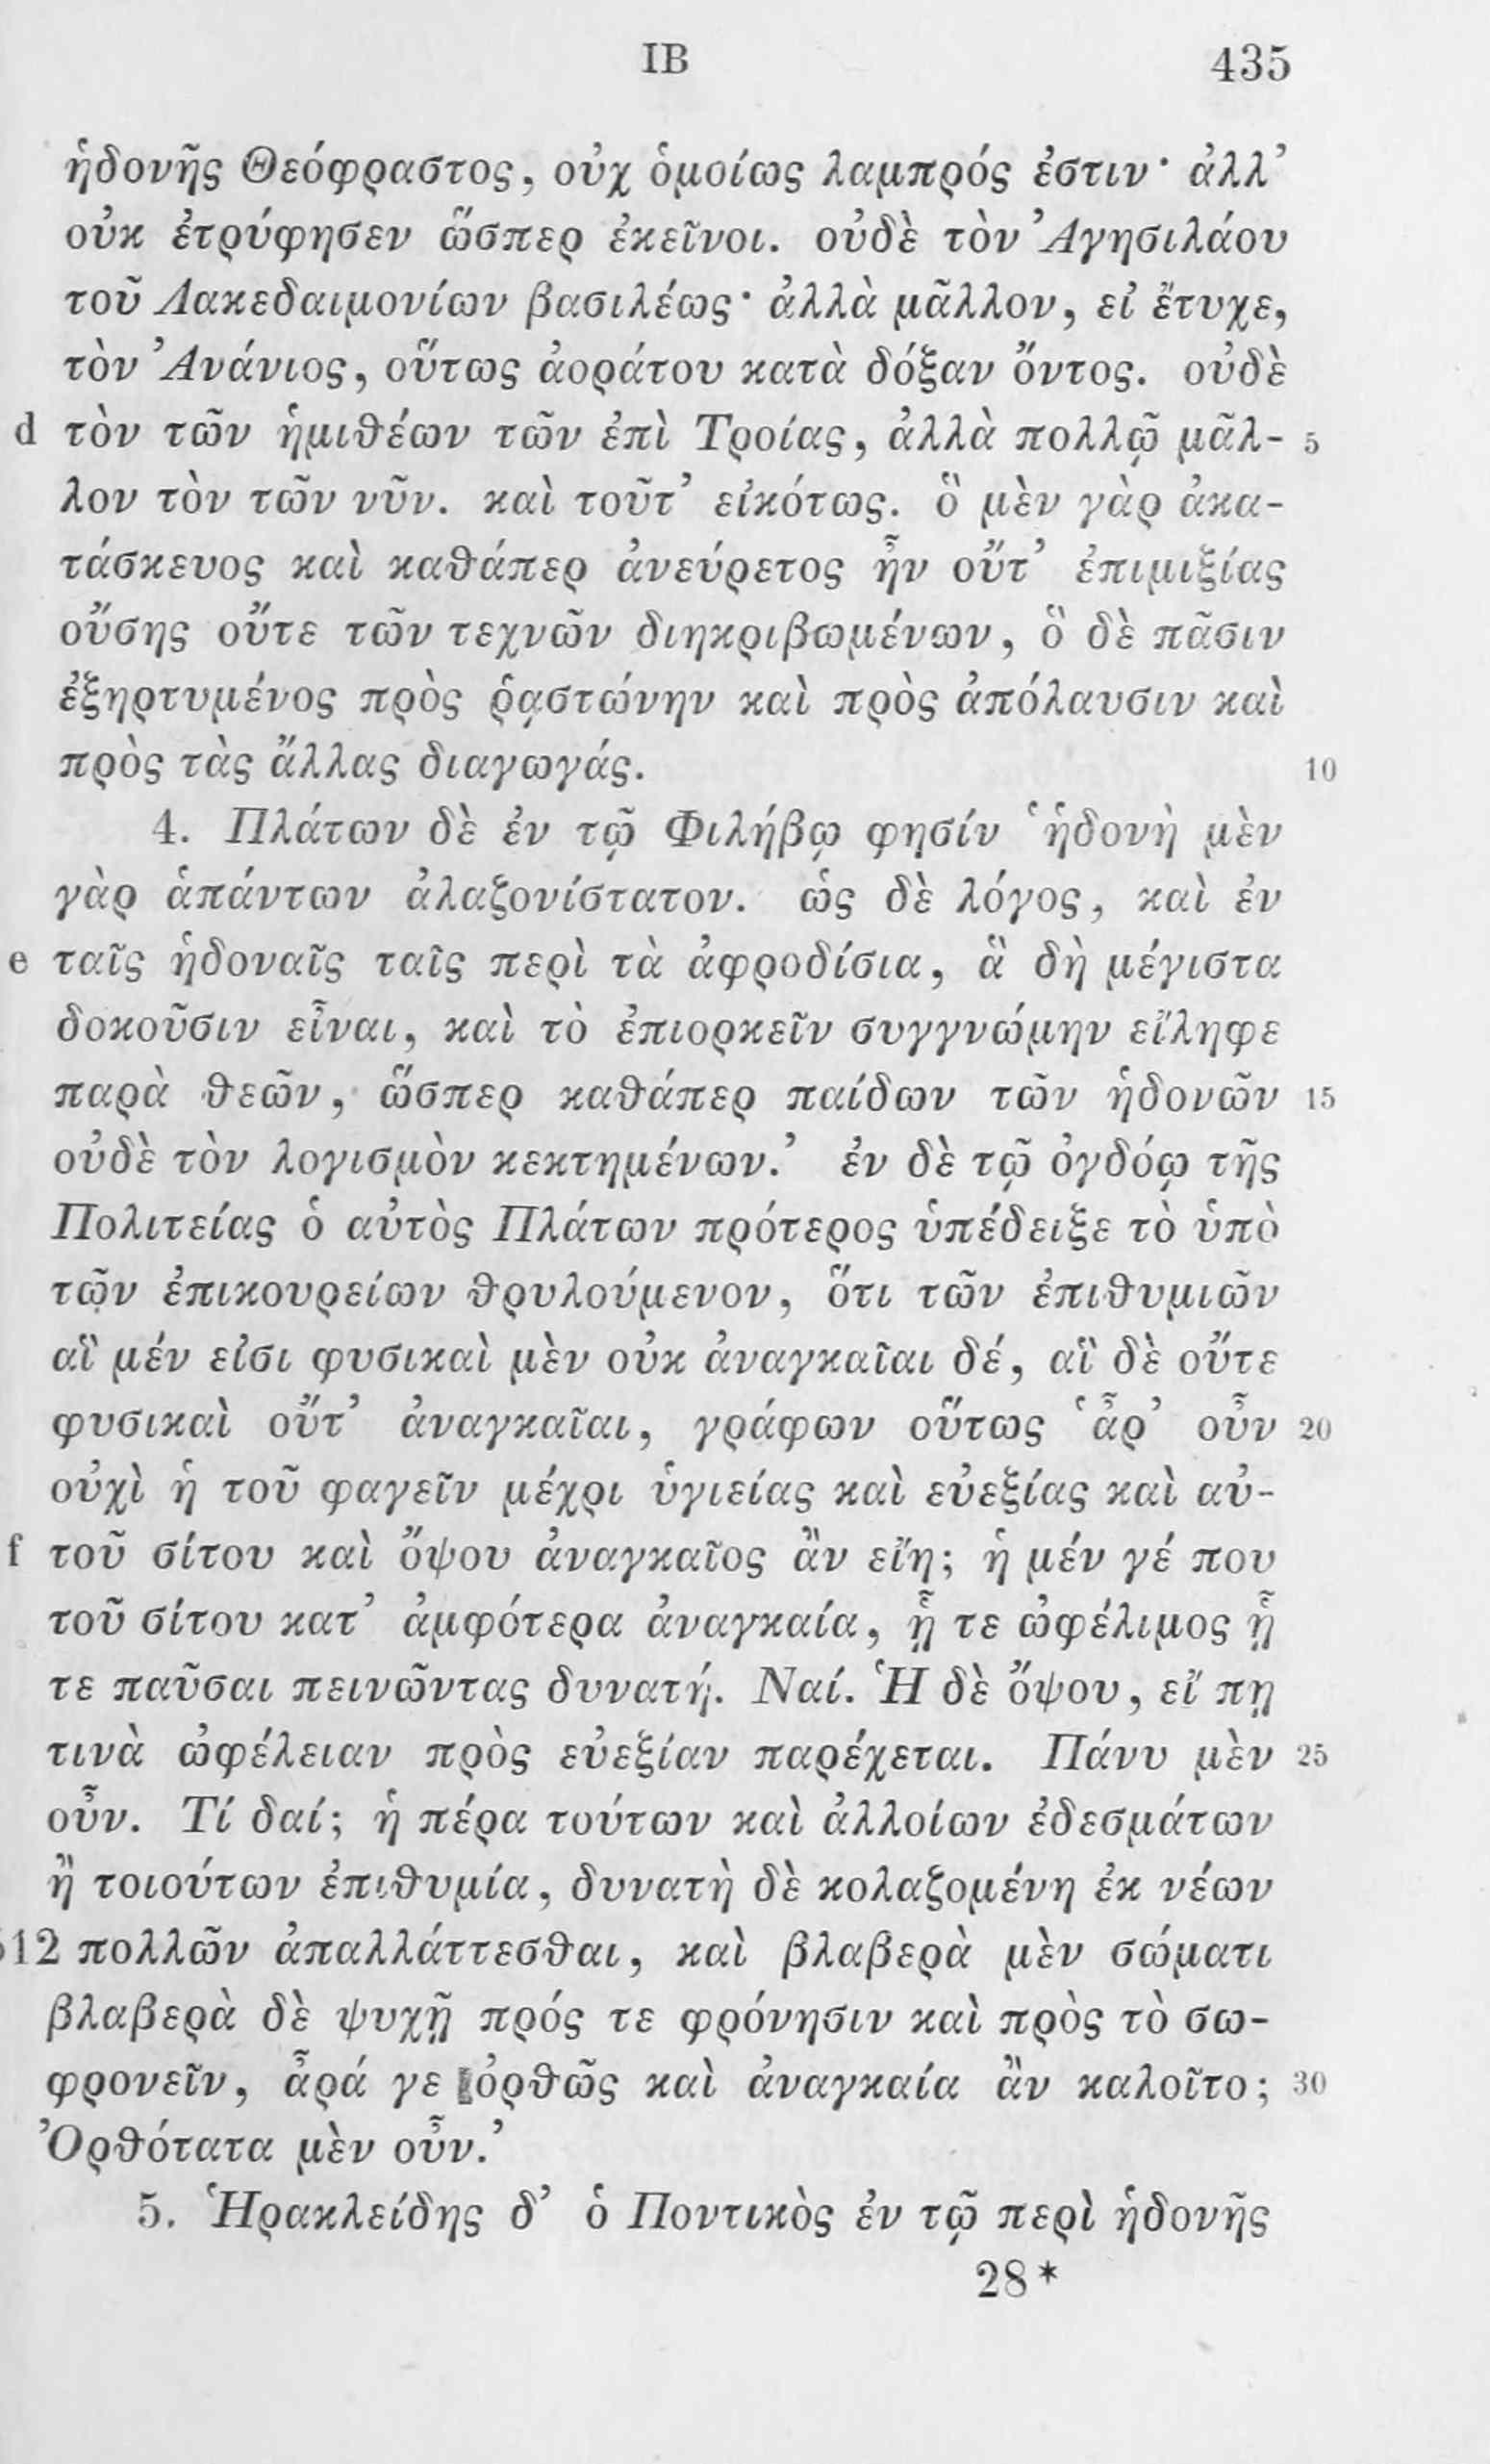 ΙΒ 435
ἡδονῆς Θεόφραστος, οὐχ ὁμοίως λαμπρός ἐστιν· ἀλλ’
οὐκ ἐτρύφησεν ὥσπερ ἐκεῖνοι. οὐδὲ τὸν Ἀγησιλάου
τοῦ Λακεδαιμονίων βασιλέως· ἀλλὰ μᾶλλον, εἰ ἔτυχε,
τὸν Ἀνάνιος, οὕτως ἀοράτου κατὰ δόξαν ὄντος. οὐδὲ
d τὸν τῶν ἡμιθέων τῶν ἐπὶ Τροίας, ἀλλὰ πολλῷ μᾶλ- 5
λον τὸν τῶν νῦν. καὶ τοῦτ’ εἰκότως. ὃ μὲν γὰρ ἀκα-
τάσκευος καὶ καθάπερ ἀνεύρετος ἦν οὔτ’ ἐπιμιξίας
οὔσης οὔτε τῶν τεχνῶν διηκριβωμένων, ὃ δὲ πᾶσιν
ἐξηρτυμένος πρὸς ῥᾳστώνην καὶ πρὸς ἀπόλαυσιν καὶ
πρὸς τὰς ἄλλας διαγωγάς. 10
4. Πλάτων δὲ ἐν τῷ Φιλήβῳ φησίν ‘ἡδονὴ μὲν
γὰρ ἁπάντων ἀλαζονίστατον. ὡς δὲ λόγος, καὶ ἐν
e ταῖς ἡδοναῖς ταῖς περὶ τὰ ἀφροδίσια, ἃ δὴ μέγιστα
δοκοῦσιν εἶναι, καὶ τὸ ἐπιορκεῖν συγγνώμην εἴληφε
παρὰ θεῶν, ὥσπερ καθάπερ παίδων τῶν ἡδονῶν 15
οὐδὲ τὸν λογισμὸν κεκτημένων.’ ἐν δὲ τῷ ὀγδόῳ τῆς
Πολιτείας ὁ αὐτὸς Πλάτων πρότερος ὑπέδειξε τὸ ὑπὸ
τῶν ἐπικουρείων θρυλούμενον, ὅτι τῶν ἐπιθυμιῶν
αἳ μέν εἰσι φυσικαὶ μὲν οὐκ ἀναγκαῖαι δέ, αἳ δὲ οὔτε
φυσικαὶ οὔτ’ ἀναγκαῖαι, γράφων οὕτως ‘ἆρ’ οὖν 20
οὐχὶ ἡ τοῦ φαγεῖν μέχρι ὑγιείας καὶ εὐεξίας καὶ αὐ-
f τοῦ σίτου καὶ ὄψου ἀναγκαῖος ἂν εἴη; ἡ μέν γέ που
τοῦ σίτου κατ’ ἀμφότερα ἀναγκαία, ᾗ τε ὠφέλιμος ᾗ
τε παῦσαι πεινῶντας δυνατή. Ναί. Ἡ δὲ ὄψου, εἴ πῃ
τινὰ ὠφέλειαν πρὸς εὐεξίαν παρέχεται. Πάνυ μὲν 25
οὖν. Τί δαί; ἡ πέρα τούτων καὶ ἀλλοίων ἐδεσμάτων
ἢ τοιούτων ἐπιθυμία, δυνατὴ δὲ κολαζομένη ἐκ νέων
512 πολλῶν ἀπαλλάττεσθαι, καὶ βλαβερὰ μὲν σώματι
βλαβερὰ δὲ ψυχῇ πρός τε φρόνησιν καὶ πρὸς τὸ σω-
φρονεῖν, ἆρά γε ὀρθῶς καὶ ἀναγκαία ἂν καλοῖτο; 30
Ὀρθότατα μὲν οὖν.’
5. Ἡρακλείδης δ’ ὁ Ποντικὸς ἐν τῷ περὶ ἡδονῆς
28*